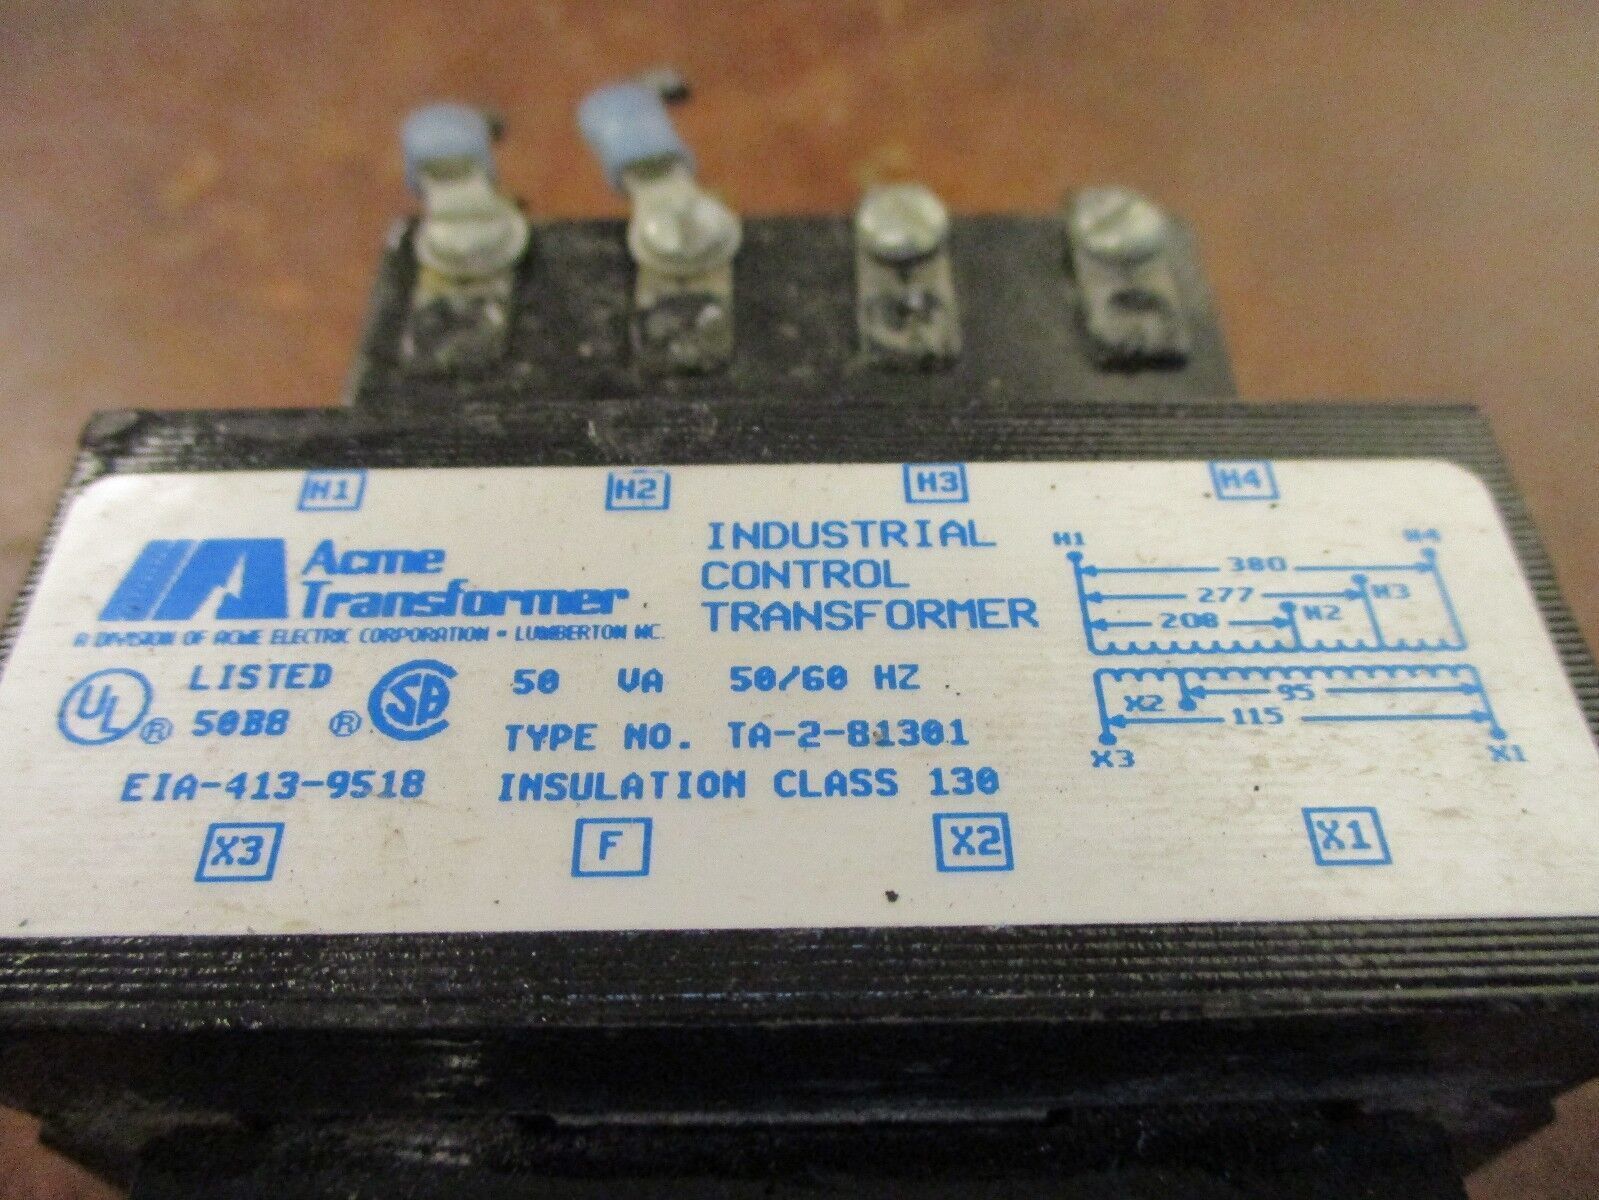 H1 H2 H3 H4
Acme
Transformer
A DIVISION OF ACME ELECTRIC CORPORATION - LUMBERTON NC.
INDUSTRIAL
CONTROL
TRANSFORMER
UL ® LISTED
50B8 ® SA
50 VA 50/60 HZ
TYPE NO. TA-2-81301
EIA-413-9518 INSULATION CLASS 130
H1 H4
380
277 H3
208 H2
X2 95
115
X3 X1
X3 F X2 X1